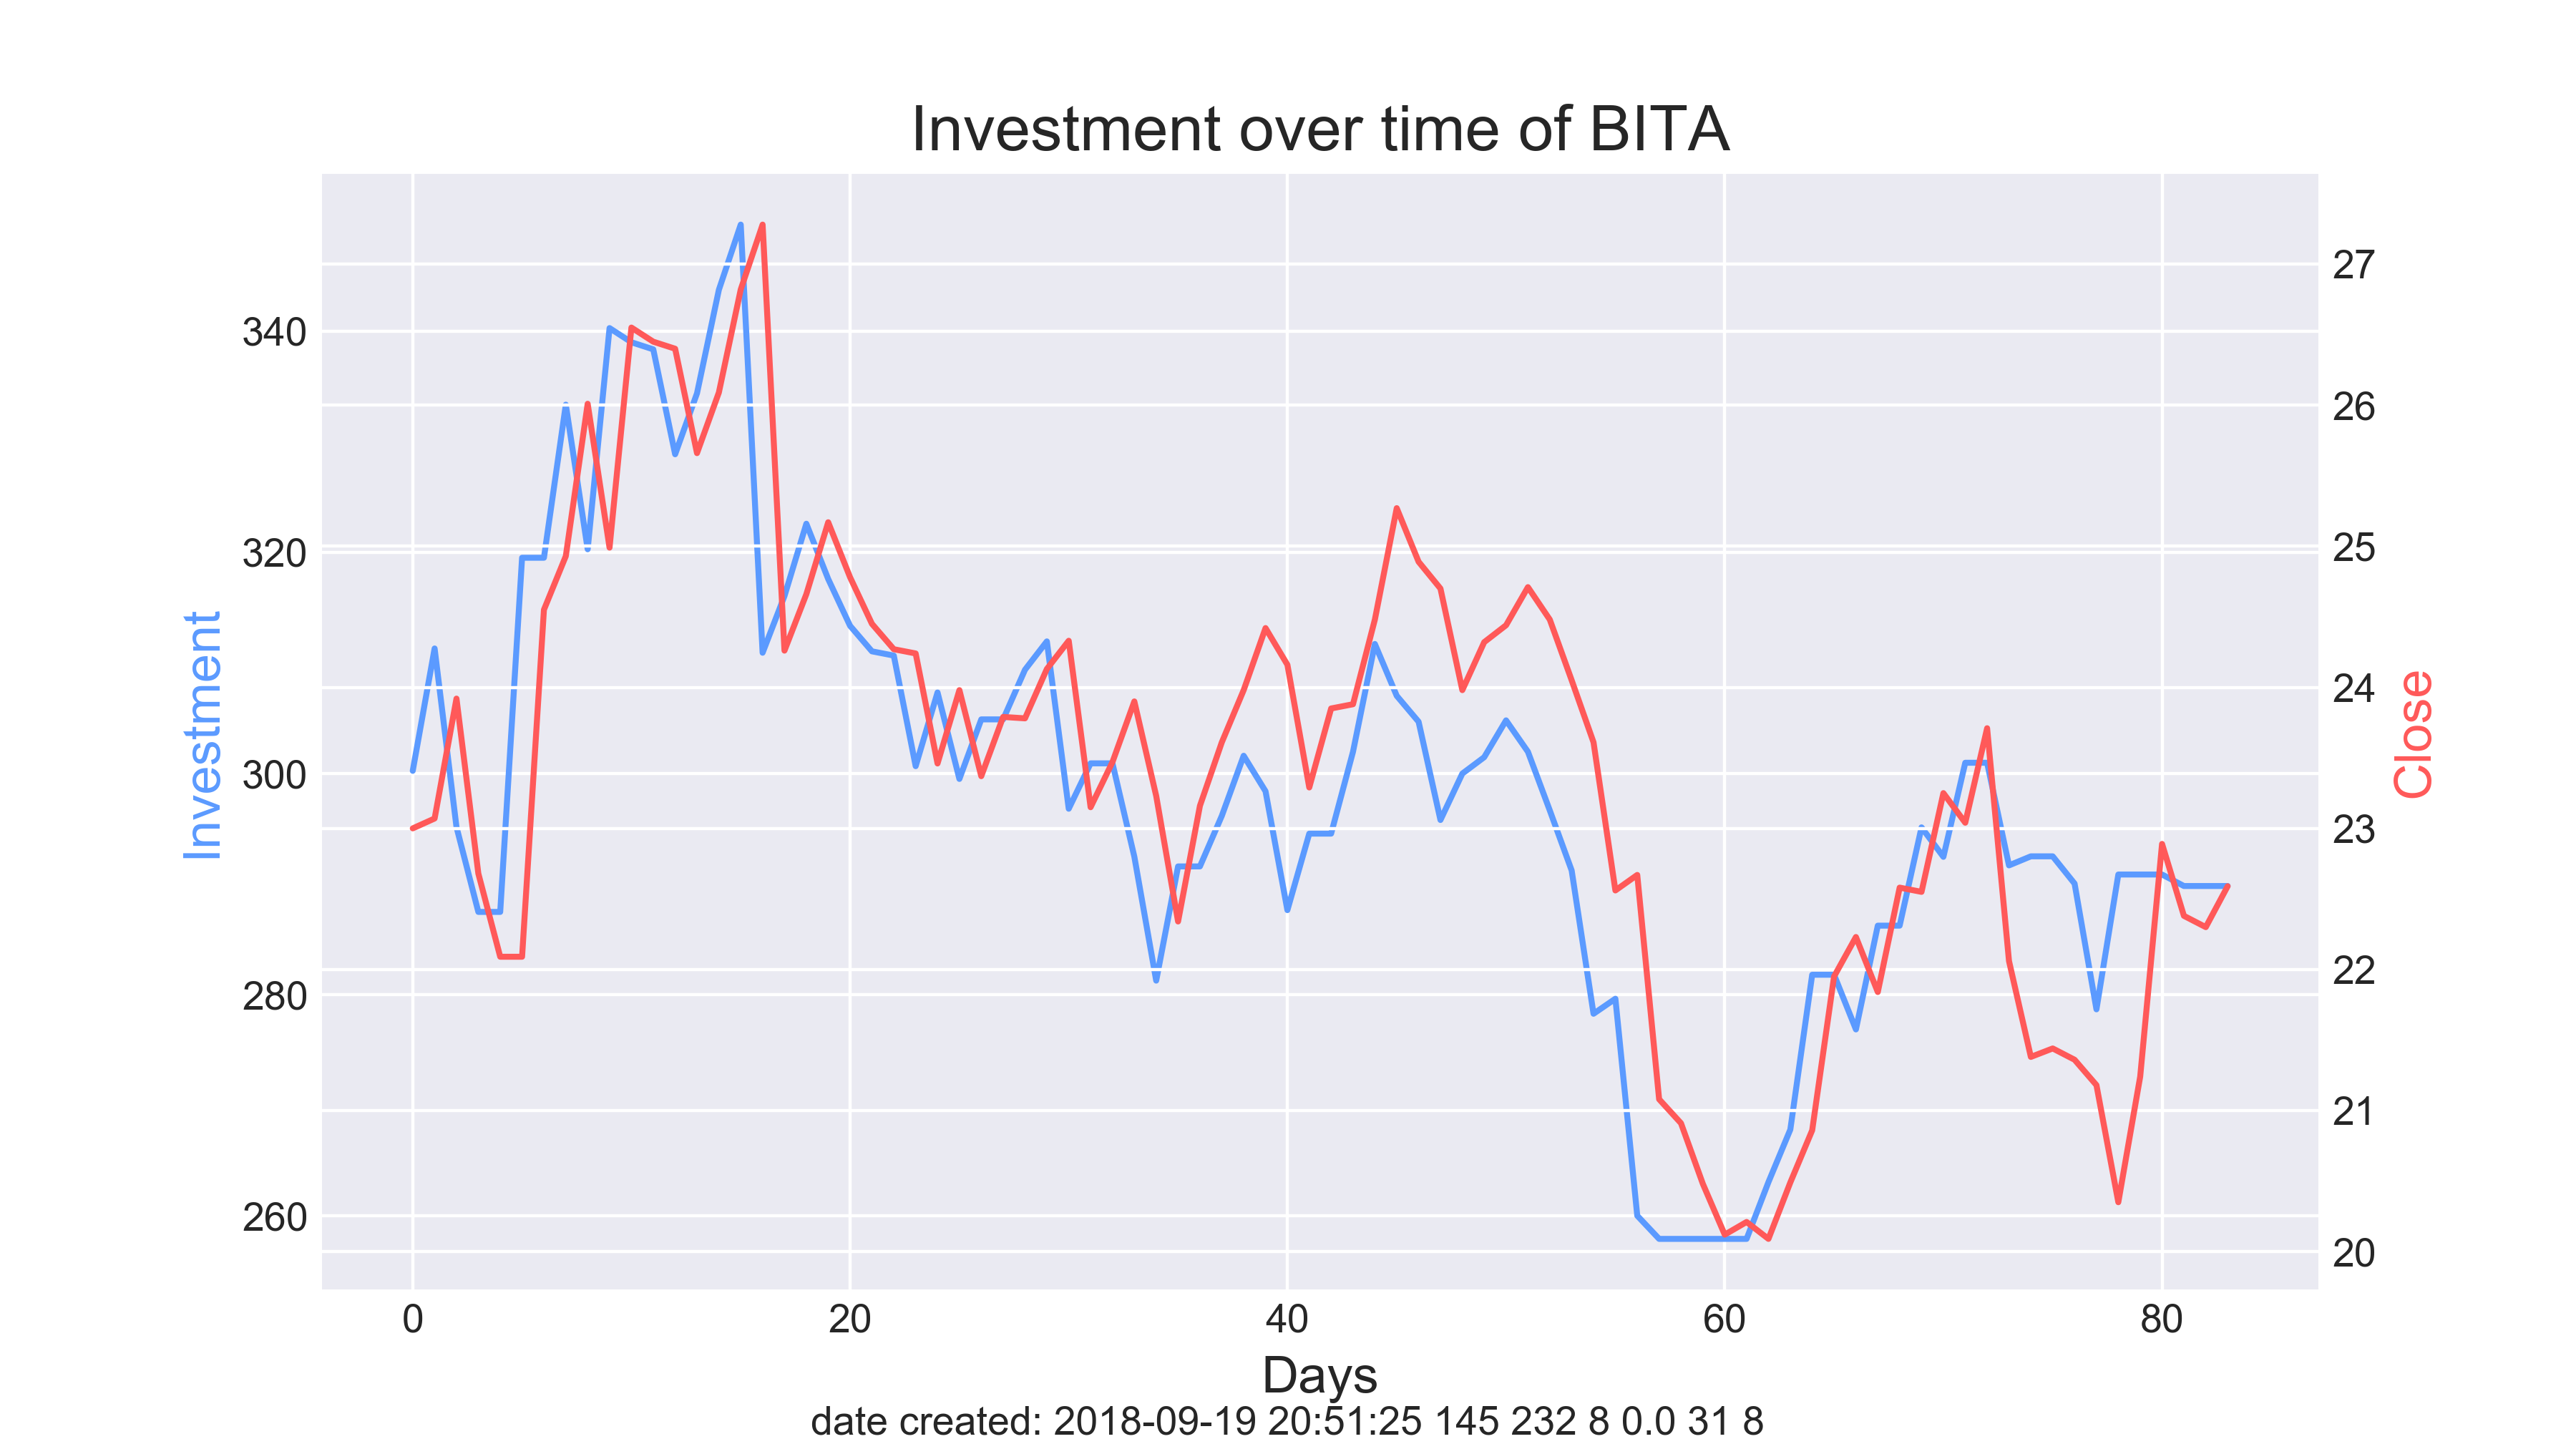 Investment over time of BITA
Investment
340
320
300
280
260
27
26
25
24
23
22
21
20
Close
0 20 40 60 80
Days
date created: 2018-09-19 20:51:25 145 232 8 0.0 31 8